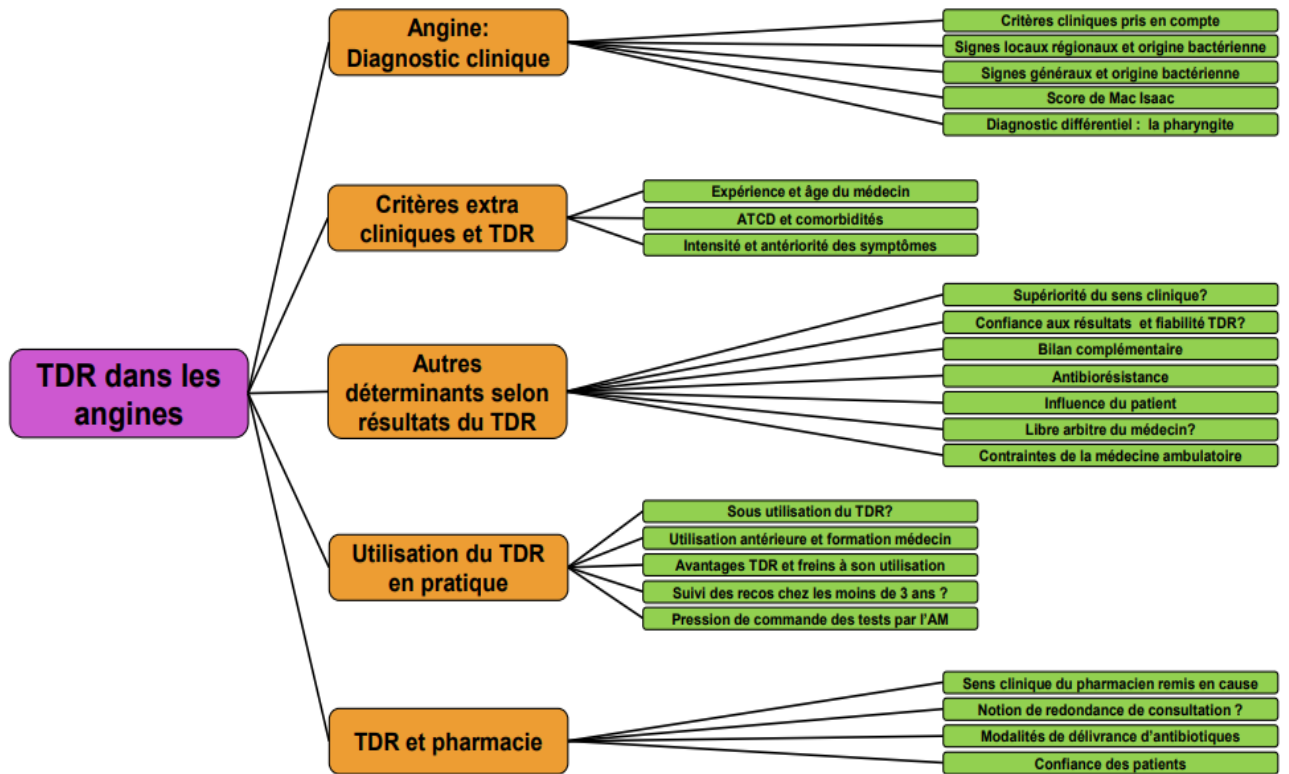 TDR dans les
angines
Angine:
Diagnostic clinique
Critères cliniques pris en compte
Signes locaux régionaux et origine bactérienne
Signes généraux et origine bactérienne
Score de Mac Isaac
Diagnostic différentiel : la pharyngite
Critères extra
cliniques et TDR
Expérience et âge du médecin
ATCD et comorbidités
Intensité et antériorité des symptômes
Autres
déterminants selon
résultats du TDR
Supériorité du sens clinique?
Confiance aux résultats et fiabilité TDR?
Bilan complémentaire
Antibiorésistance
Influence du patient
Libre arbitre du médecin?
Contraintes de la médecine ambulatoire
Utilisation du TDR
en pratique
Sous utilisation du TDR?
Utilisation antérieure et formation médecin
Avantages TDR et freins à son utilisation
Suivi des recos chez les moins de 3 ans ?
Pression de commande des tests par l'AM
TDR et pharmacie
Sens clinique du pharmacien remis en cause
Notion de redondance de consultation ?
Modalités de délivrance d'antibiotiques
Confiance des patients